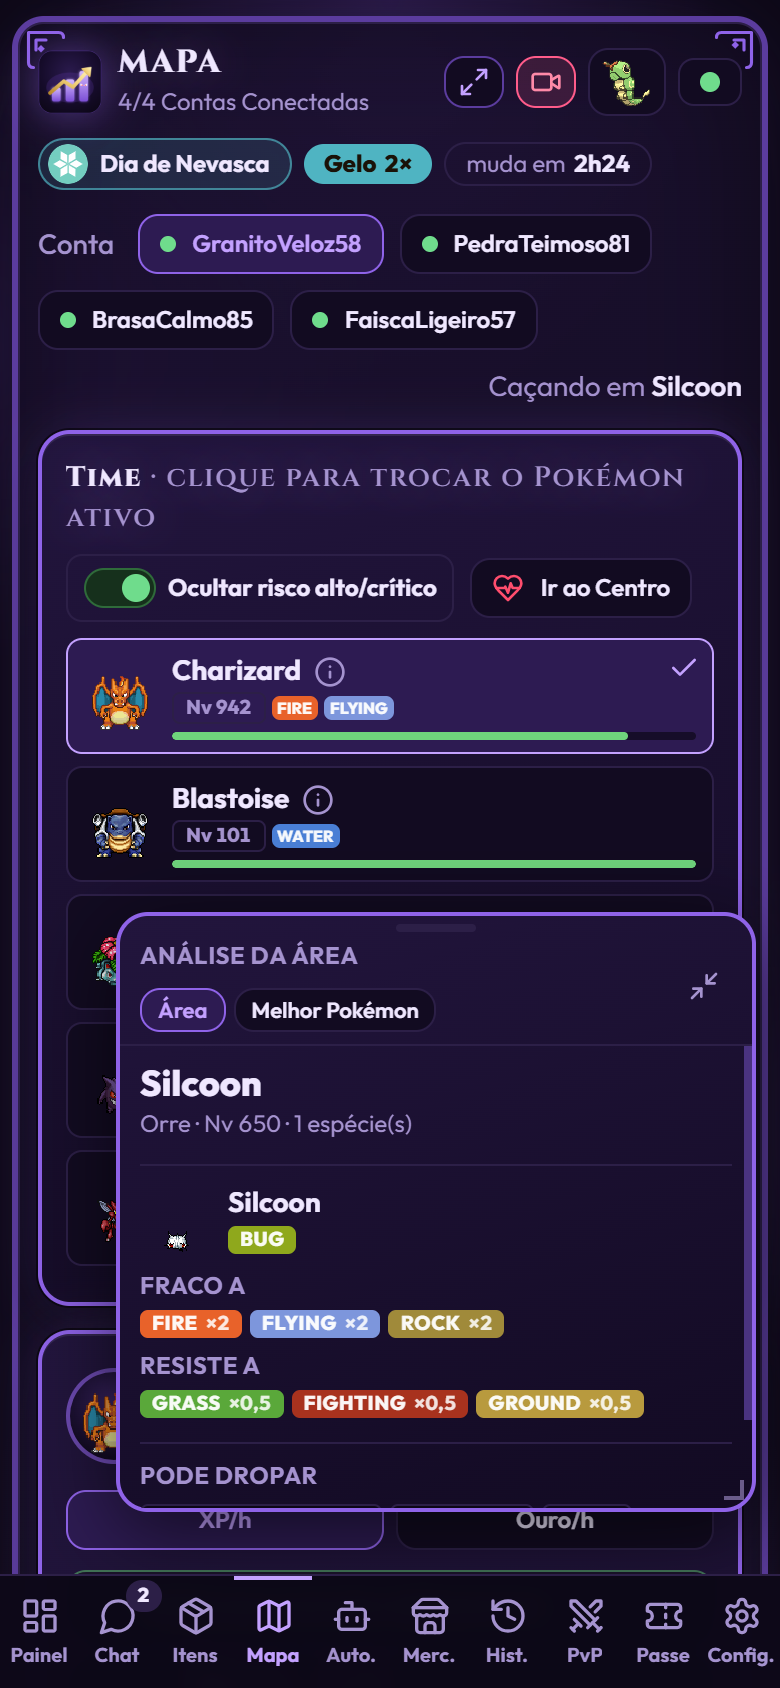 MAPA
4/4 Contas Conectadas
Dia de Nevasca
Gelo 2×
muda em 2h24
Conta
GranitoVeloz58
PedraTeimoso81
BrasaCalmo85
FaiscaLigeiro57
Caçando em Silcoon
Time · clique para trocar o Pokémon
ativo
Ocultar risco alto/crítico
Ir ao Centro
Charizard
Nv 942 FIRE FLYING
Blastoise
Nv 101 WATER
ANÁLISE DA ÁREA
Área
Melhor Pokémon
Silcoon
Orre · Nv 650 · 1 espécie(s)
Silcoon
BUG
FRACO A
FIRE ×2 FLYING ×2 ROCK ×2
RESISTE A
GRASS ×0,5 FIGHTING ×0,5 GROUND ×0,5
PODE DROPAR
XP/h
Ouro/h
2
Painel Chat Itens Mapa Auto. Merc. Hist. PvP Passe Config.